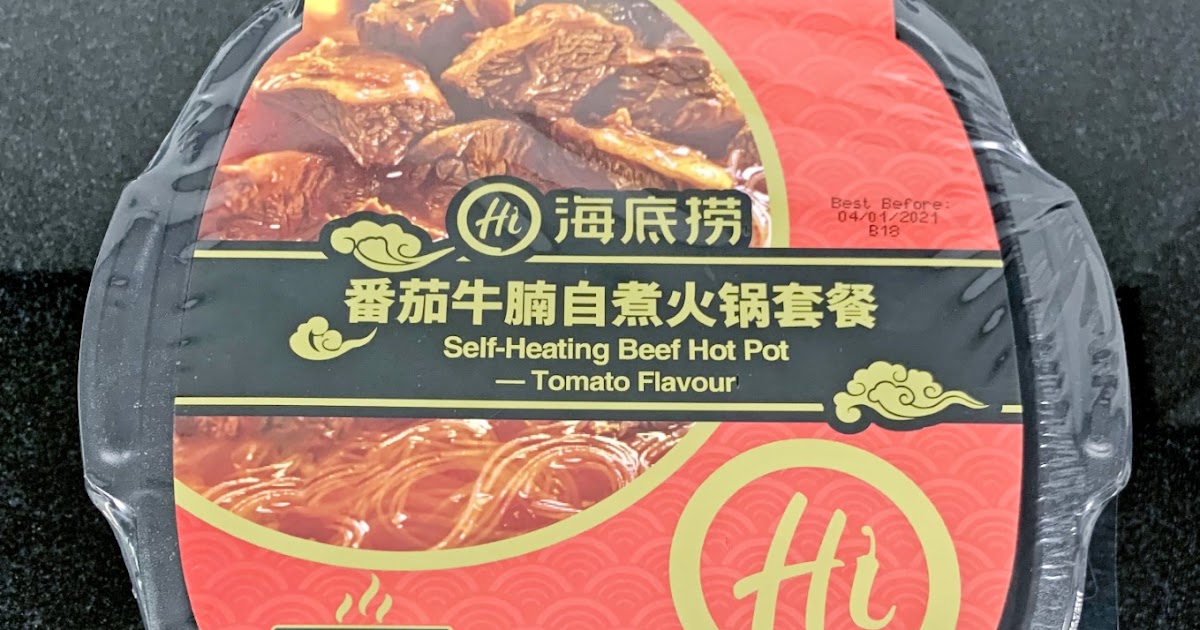 Hi 海底捞
Best Before:
04/01/2021
B18
番茄牛腩自煮火锅套餐
Self-Heating Beef Hot Pot
— Tomato Flavour
Hi